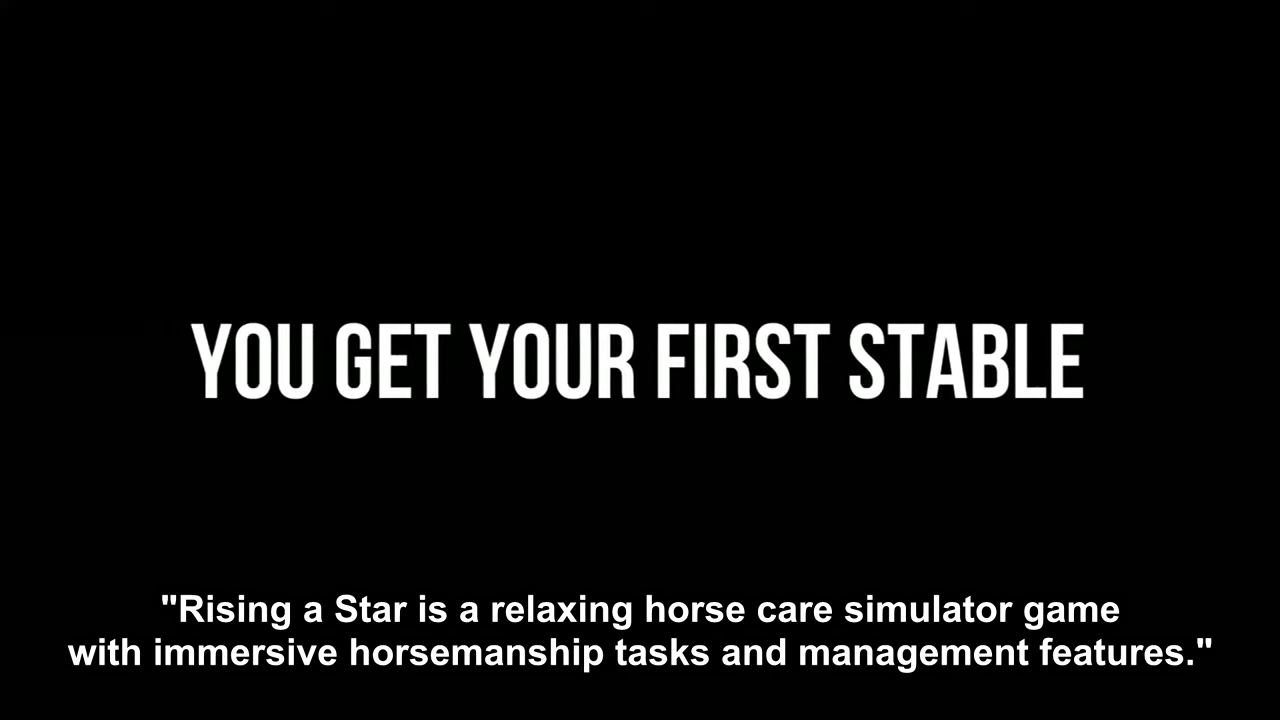 YOU GET YOUR FIRST STABLE
"Rising a Star is a relaxing horse care simulator game
with immersive horsemanship tasks and management features."